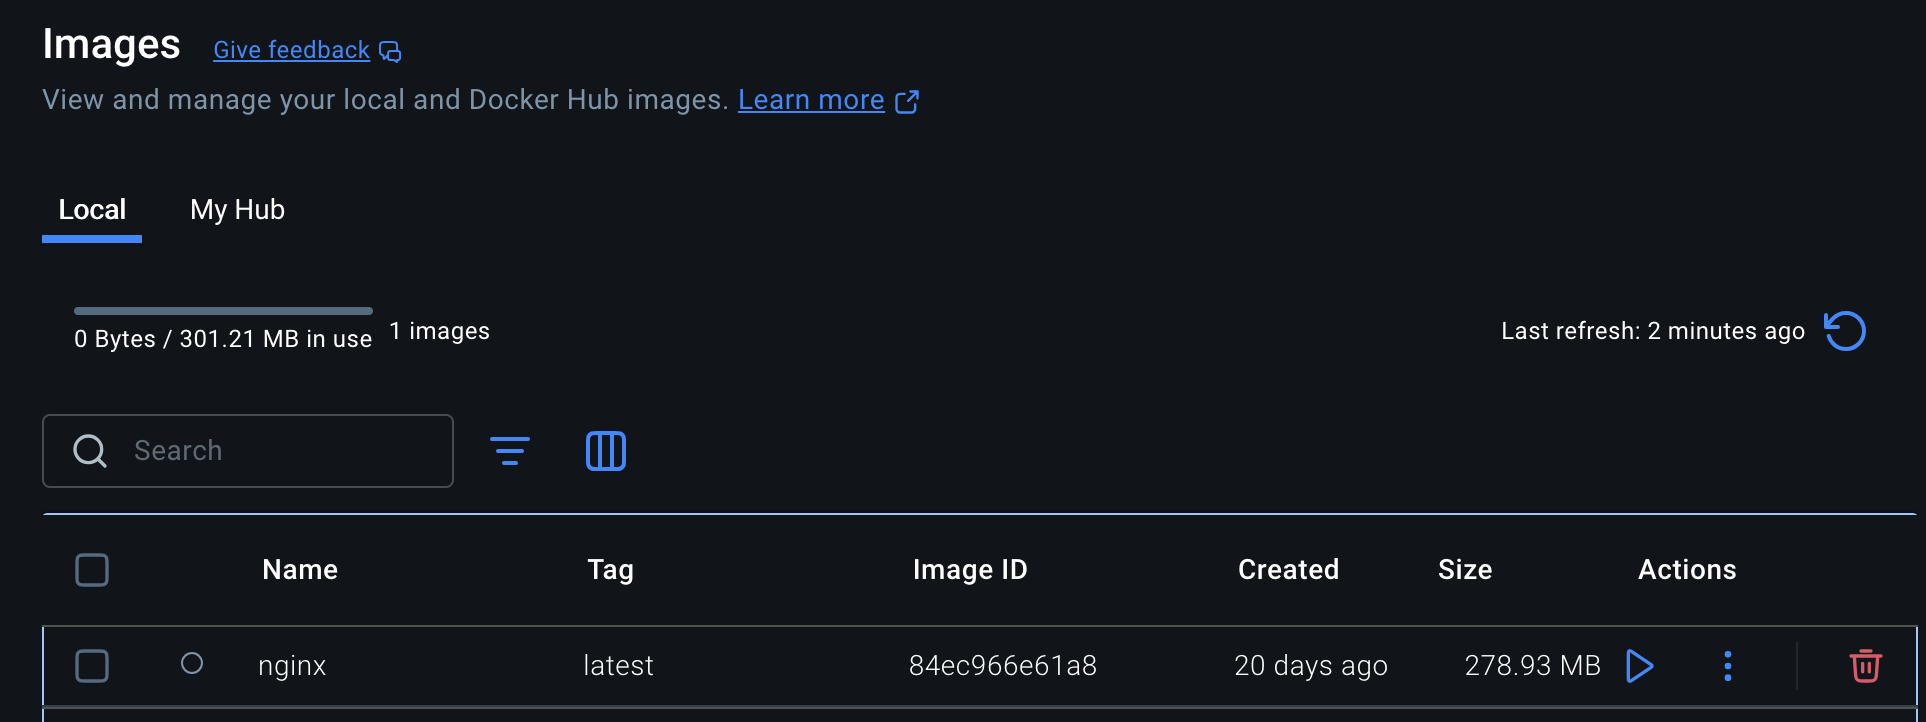 Images Give feedback
View and manage your local and Docker Hub images. Learn more
Local My Hub
0 Bytes / 301.21 MB in use 1 images Last refresh: 2 minutes ago
Search
Name Tag Image ID Created Size Actions
nginx latest 84ec966e61a8 20 days ago 278.93 MB